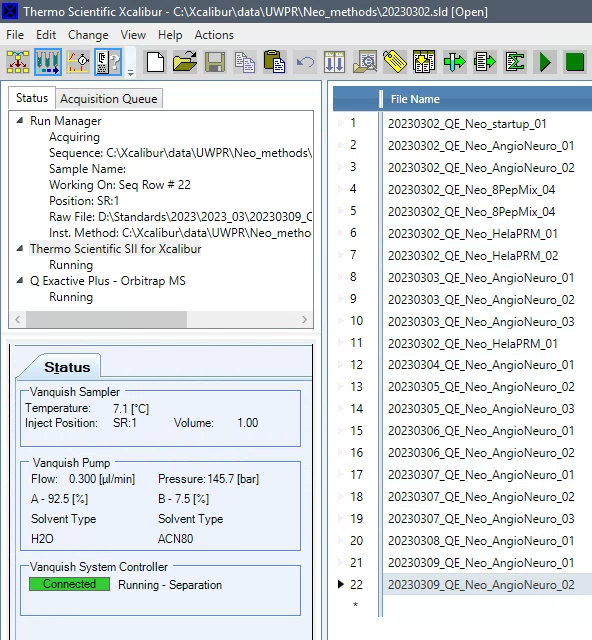 Thermo Scientific Xcalibur - C:\Xcalibur\data\UWPR\Neo_methods\20230302.sld [Open]
File Edit Change View Help Actions
Status Acquisition Queue
Run Manager
Acquiring
Sequence: C:\Xcalibur\data\UWPR\Neo_methods\
Sample Name:
Working On: Seq Row # 22
Position: SR:1
Raw File: D:\Standards\2023\2023_03\20230309_C
Inst. Method: C:\Xcalibur\data\UWPR\Neo_metho
Thermo Scientific SII for Xcalibur
Running
Q Exactive Plus - Orbitrap MS
Running
Status
Vanquish Sampler
Temperature: 7.1 [°C]
Inject Position: SR:1 Volume: 1.00
Vanquish Pump
Flow: 0.300 [µl/min] Pressure: 145.7 [bar]
A - 92.5 [%] B - 7.5 [%]
Solvent Type Solvent Type
H2O ACN80
Vanquish System Controller
Connected Running - Separation
File Name
1 20230302_QE_Neo_startup_01
2 20230302_QE_Neo_AngioNeuro_01
3 20230302_QE_Neo_AngioNeuro_02
4 20230302_QE_Neo_8PepMix_04
5 20230302_QE_Neo_8PepMix_04
6 20230302_QE_Neo_HelaPRM_01
7 20230302_QE_Neo_HelaPRM_02
8 20230303_QE_Neo_AngioNeuro_01
9 20230303_QE_Neo_AngioNeuro_02
10 20230303_QE_Neo_AngioNeuro_03
11 20230302_QE_Neo_HelaPRM_01
12 20230304_QE_Neo_AngioNeuro_01
13 20230305_QE_Neo_AngioNeuro_02
14 20230305_QE_Neo_AngioNeuro_03
15 20230306_QE_Neo_AngioNeuro_01
16 20230306_QE_Neo_AngioNeuro_02
17 20230307_QE_Neo_AngioNeuro_01
18 20230307_QE_Neo_AngioNeuro_02
19 20230307_QE_Neo_AngioNeuro_03
20 20230308_QE_Neo_AngioNeuro_01
21 20230309_QE_Neo_AngioNeuro_01
22 20230309_QE_Neo_AngioNeuro_02
*